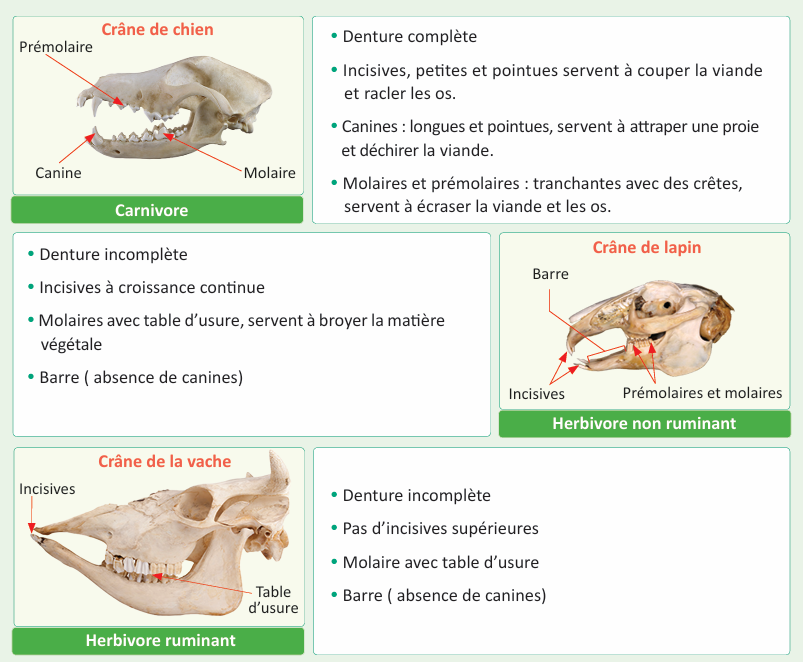 Crâne de chien
Prémolaire
Canine
Molaire
Carnivore
• Denture complète
• Incisives, petites et pointues servent à couper la viande
et racler les os.
• Canines : longues et pointues, servent à attraper une proie
et déchirer la viande.
• Molaires et prémolaires : tranchantes avec des crêtes,
servent à écraser la viande et les os.
• Denture incomplète
• Incisives à croissance continue
• Molaires avec table d’usure, servent à broyer la matière
végétale
• Barre ( absence de canines)
Crâne de lapin
Barre
Incisives
Prémolaires et molaires
Herbivore non ruminant
Crâne de la vache
Incisives
Table
d’usure
Herbivore ruminant
• Denture incomplète
• Pas d’incisives supérieures
• Molaire avec table d’usure
• Barre ( absence de canines)